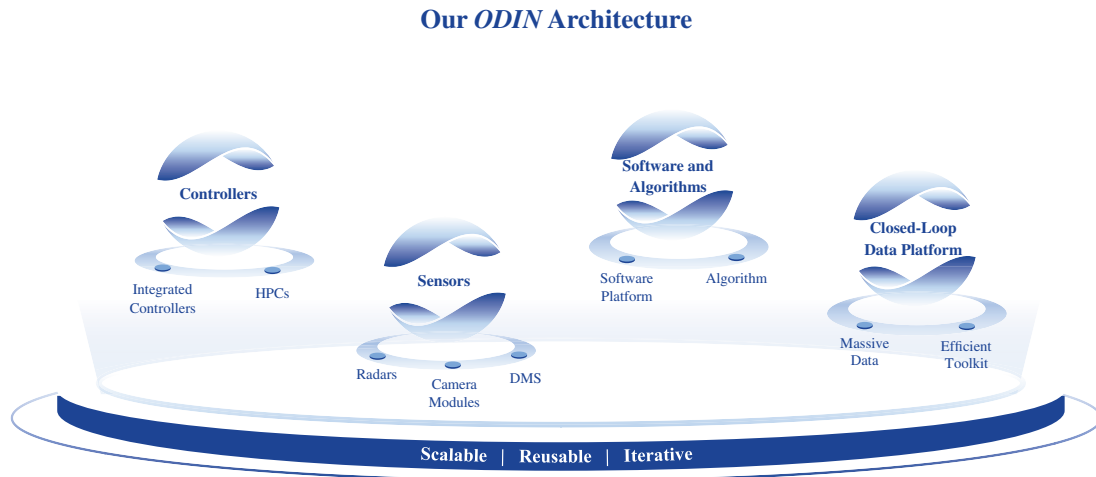 Our ODIN Architecture
Controllers
Integrated
Controllers
HPCs
Sensors
Radars
Camera
Modules
DMS
Software and
Algorithms
Software
Platform
Algorithm
Closed-Loop
Data Platform
Massive
Data
Efficient
Toolkit
Scalable | Reusable | Iterative